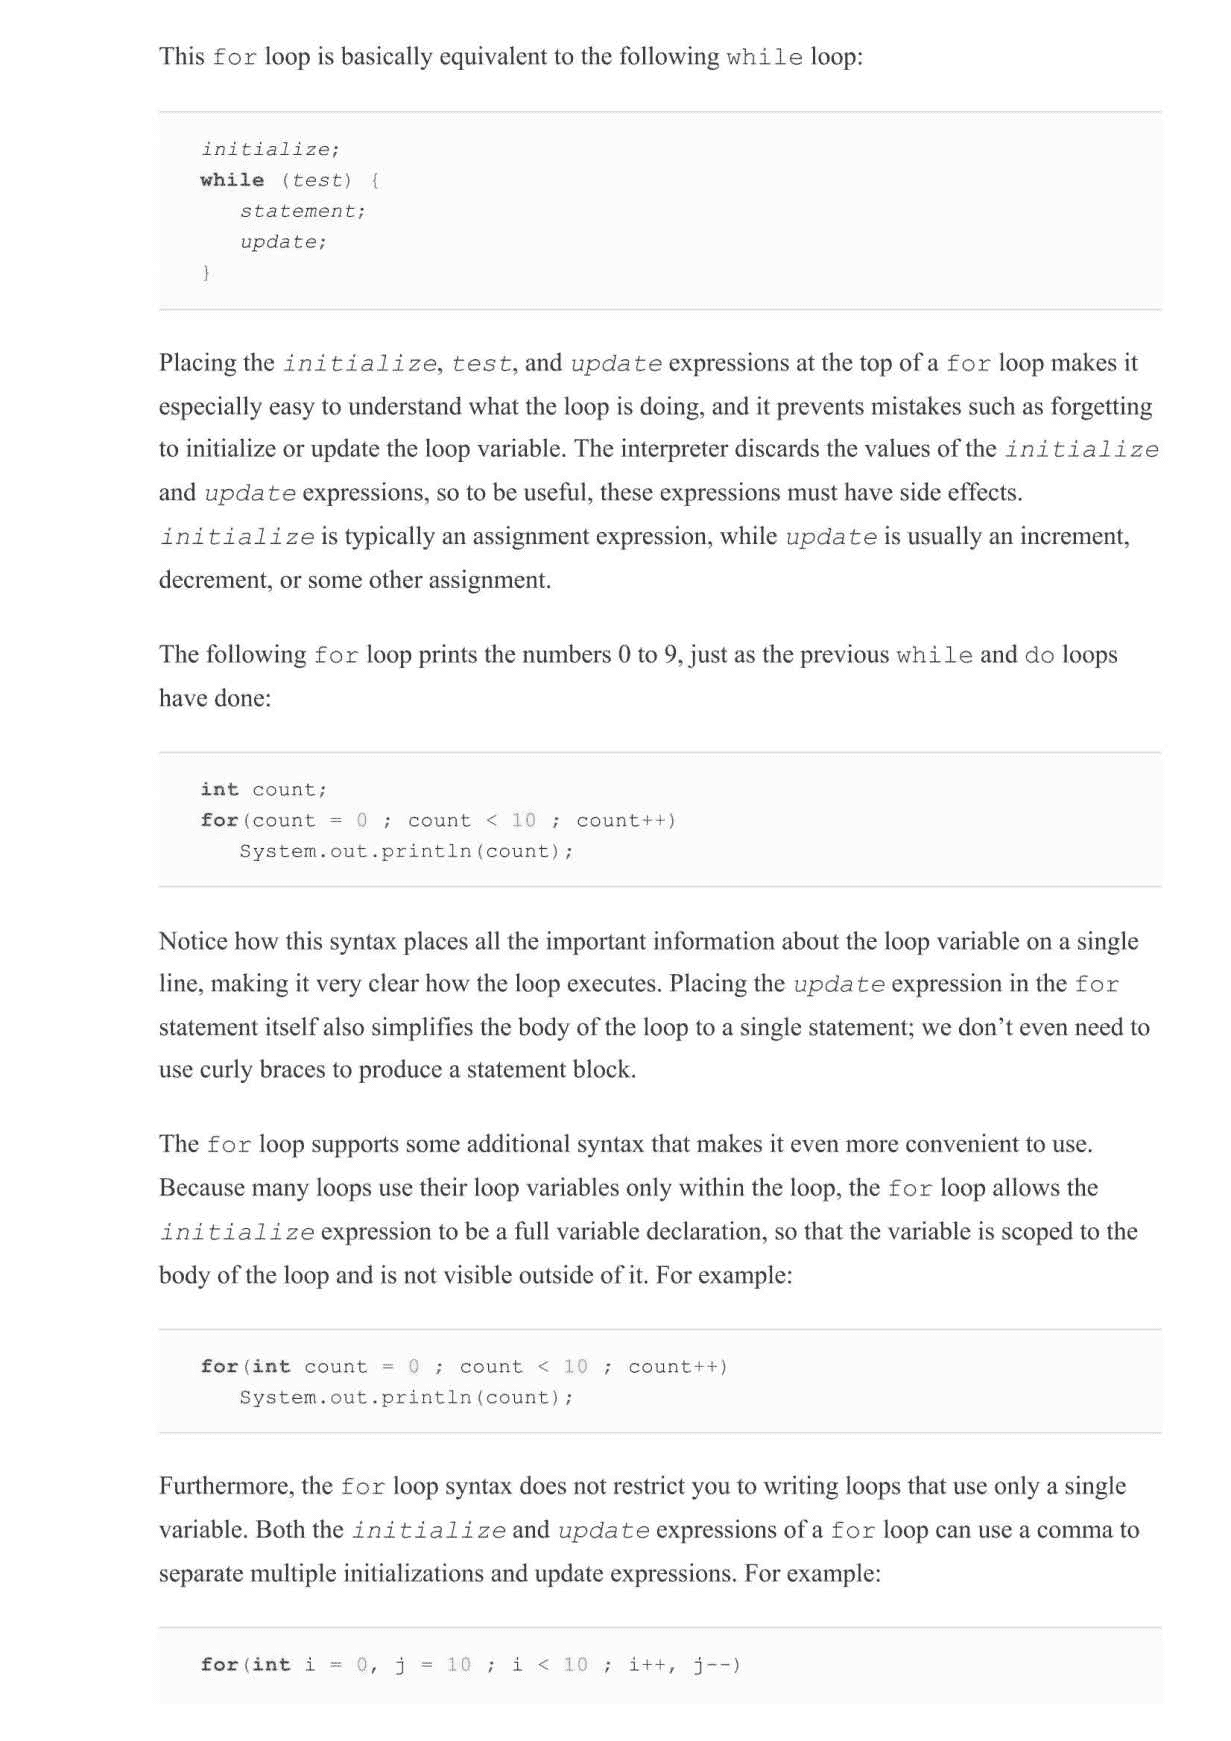 This for loop is basically equivalent to the following while loop:
initialize;
while (test) {
statement;
update;
}
Placing the initialize, test, and update expressions at the top of a for loop makes it
especially easy to understand what the loop is doing, and it prevents mistakes such as forgetting
to initialize or update the loop variable. The interpreter discards the values of the initialize
and update expressions, so to be useful, these expressions must have side effects.
initialize is typically an assignment expression, while update is usually an increment,
decrement, or some other assignment.
The following for loop prints the numbers 0 to 9, just as the previous while and do loops
have done:
int count;
for(count = 0 ; count < 10 ; count++)
System.out.println(count);
Notice how this syntax places all the important information about the loop variable on a single
line, making it very clear how the loop executes. Placing the update expression in the for
statement itself also simplifies the body of the loop to a single statement; we don’t even need to
use curly braces to produce a statement block.
The for loop supports some additional syntax that makes it even more convenient to use.
Because many loops use their loop variables only within the loop, the for loop allows the
initialize expression to be a full variable declaration, so that the variable is scoped to the
body of the loop and is not visible outside of it. For example:
for(int count = 0 ; count < 10 ; count++)
System.out.println(count);
Furthermore, the for loop syntax does not restrict you to writing loops that use only a single
variable. Both the initialize and update expressions of a for loop can use a comma to
separate multiple initializations and update expressions. For example:
for(int i = 0, j = 10 ; i < 10 ; i++, j--)